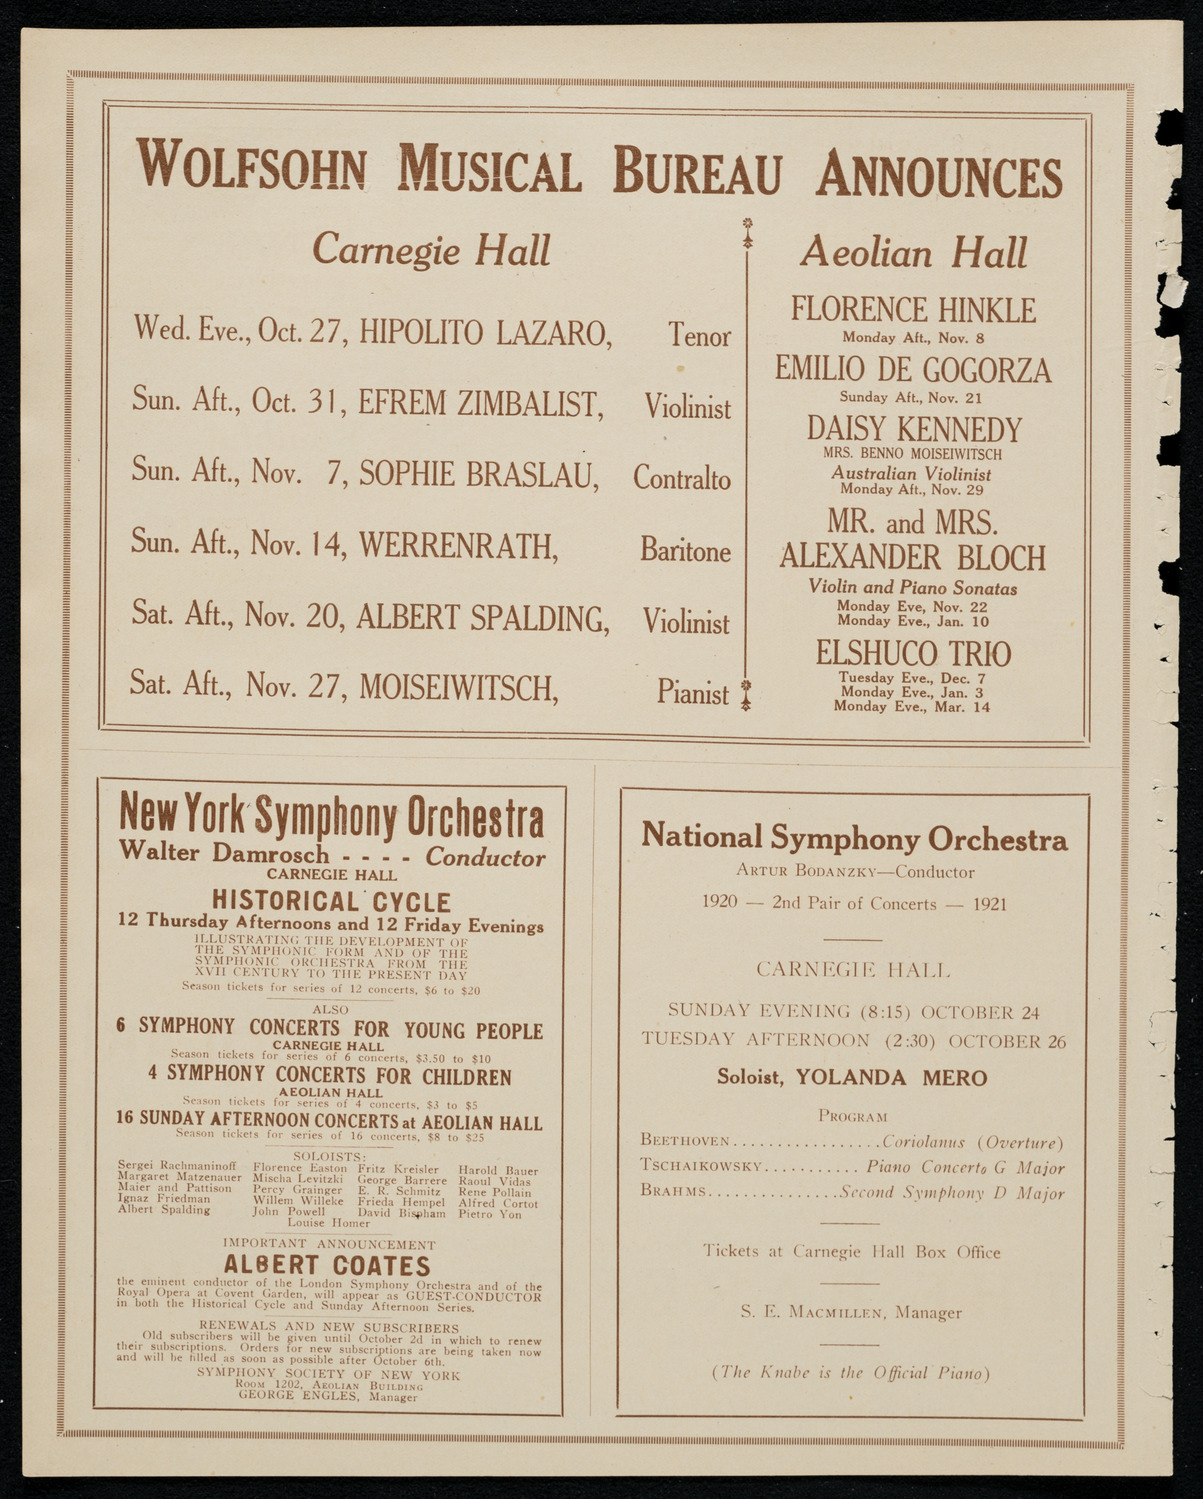 WOLFSOHN MUSICAL BUREAU ANNOUNCES
Carnegie Hall
Wed. Eve., Oct. 27, HIPOLITO LAZARO, Tenor
Sun. Aft., Oct. 31, EFREM ZIMBALIST, Violinist
Sun. Aft., Nov. 7, SOPHIE BRASLAU, Contralto
Sun. Aft., Nov. 14, WERRENRATH, Baritone
Sat. Aft., Nov. 20, ALBERT SPALDING, Violinist
Sat. Aft., Nov. 27, MOISEIWITSCH, Pianist
Aeolian Hall
FLORENCE HINKLE
Monday Aft., Nov. 8
EMILIO DE GOGORZA
Sunday Aft., Nov. 21
DAISY KENNEDY
MRS. BENNO MOISEIWITSCH
Australian Violinist
Monday Aft., Nov. 29
MR. and MRS.
ALEXANDER BLOCH
Violin and Piano Sonatas
Monday Eve, Nov. 22
Monday Eve., Jan. 10
ELSHUCO TRIO
Tuesday Eve., Dec. 7
Monday Eve., Jan. 3
Monday Eve., Mar. 14
New York Symphony Orchestra
Walter Damrosch - - - - Conductor
CARNEGIE HALL
HISTORICAL CYCLE
12 Thursday Afternoons and 12 Friday Evenings
ILLUSTRATING THE DEVELOPMENT OF
THE SYMPHONIC FORM AND OF THE
SYMPHONIC ORCHESTRA FROM THE
XVII CENTURY TO THE PRESENT DAY
Season tickets for series of 12 concerts, $6 to $20
ALSO
6 SYMPHONY CONCERTS FOR YOUNG PEOPLE
CARNEGIE HALL
Season tickets for series of 6 concerts, $3.50 to $10
4 SYMPHONY CONCERTS FOR CHILDREN
AEOLIAN HALL
Season tickets for series of 4 concerts, $3 to $5
16 SUNDAY AFTERNOON CONCERTS at AEOLIAN HALL
Season tickets for series of 16 concerts, $8 to $25
SOLOISTS:
Sergei Rachmaninoff Florence Easton Fritz Kreisler Harold Bauer
Margaret Matzenauer Mischa Levitzki George Barrere Raoul Vidas
Maier and Pattison Percy Grainger E. R. Schmitz Rene Pollain
Ignaz Friedman Willem Willeke Frieda Hempel Alfred Cortot
Albert Spalding John Powell David Bispham Pietro Yon
Louise Homer
IMPORTANT ANNOUNCEMENT
ALBERT COATES
the eminent conductor of the London Symphony Orchestra and of the
Royal Opera at Covent Garden, will appear as GUEST-CONDUCTOR
in both the Historical Cycle and Sunday Afternoon Series.
RENEWALS AND NEW SUBSCRIBERS
Old subscribers will be given until October 2d in which to renew
their subscriptions. Orders for new subscriptions are being taken now
and will be filled as soon as possible after October 6th.
SYMPHONY SOCIETY OF NEW YORK
ROOM 1202, AEOLIAN BUILDING
GEORGE ENGLES, Manager
National Symphony Orchestra
ARTUR BODANZKY—Conductor
1920 — 2nd Pair of Concerts — 1921
CARNEGIE HALL
SUNDAY EVENING (8:15) OCTOBER 24
TUESDAY AFTERNOON (2:30) OCTOBER 26
Soloist, YOLANDA MERO
PROGRAM
BEETHOVEN.................Coriolanus (Overture)
TSCHAIKOWSKY........... Piano Concerto G Major
BRAHMS...............Second Symphony D Major
Tickets at Carnegie Hall Box Office
S. E. MACMILLEN, Manager
(The Knabe is the Official Piano)